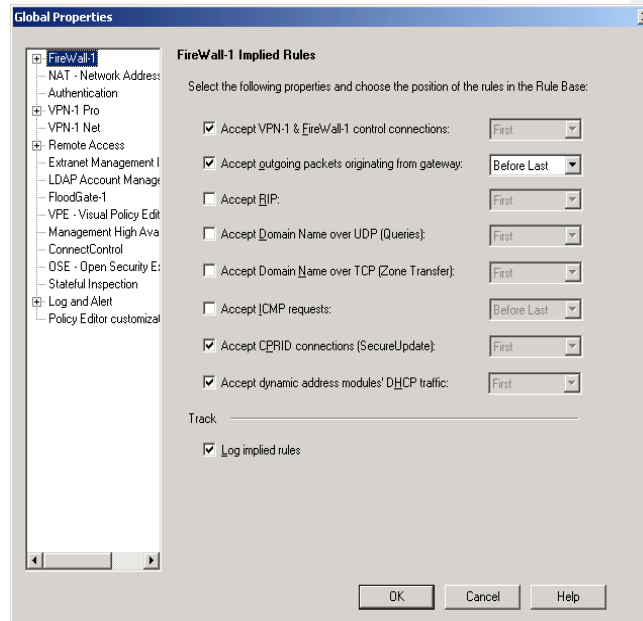 Global Properties
FireWall-1
NAT - Network Address
Authentication
VPN-1 Pro
VPN-1 Net
Remote Access
Extranet Management I
LDAP Account Manage
FloodGate-1
VPE - Visual Policy Edit
Management High Ava
ConnectControl
OSE - Open Security E
Stateful Inspection
Log and Alert
Policy Editor customizat
FireWall-1 Implied Rules
Select the following properties and choose the position of the rules in the Rule Base:
Accept VPN-1 & FireWall-1 control connections: First
Accept outgoing packets originating from gateway: Before Last
Accept RIP: First
Accept Domain Name over UDP (Queries): First
Accept Domain Name over TCP (Zone Transfer): First
Accept ICMP requests: Before Last
Accept CPRID connections (SecureUpdate): First
Accept dynamic address modules' DHCP traffic: First
Track
Log implied rules
OK Cancel Help